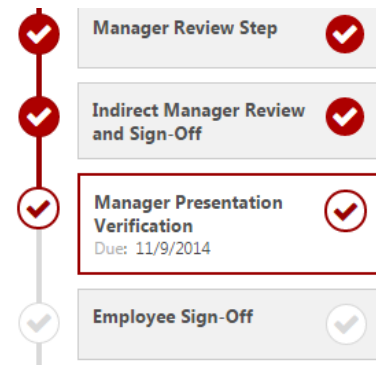 Manager Review Step
Indirect Manager Review
and Sign-Off
Manager Presentation
Verification
Due: 11/9/2014
Employee Sign-Off